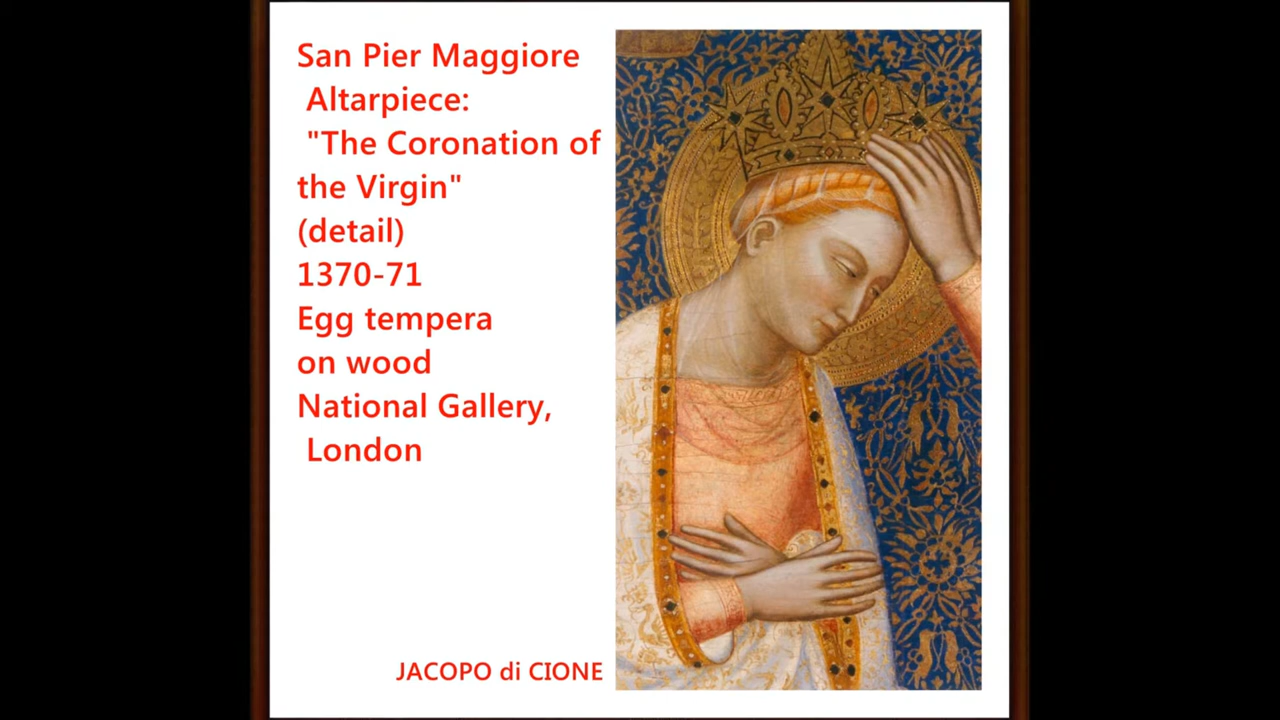 San Pier Maggiore
Altarpiece:
"The Coronation of
the Virgin"
(detail)
1370-71
Egg tempera
on wood
National Gallery,
London
JACOPO di CIONE